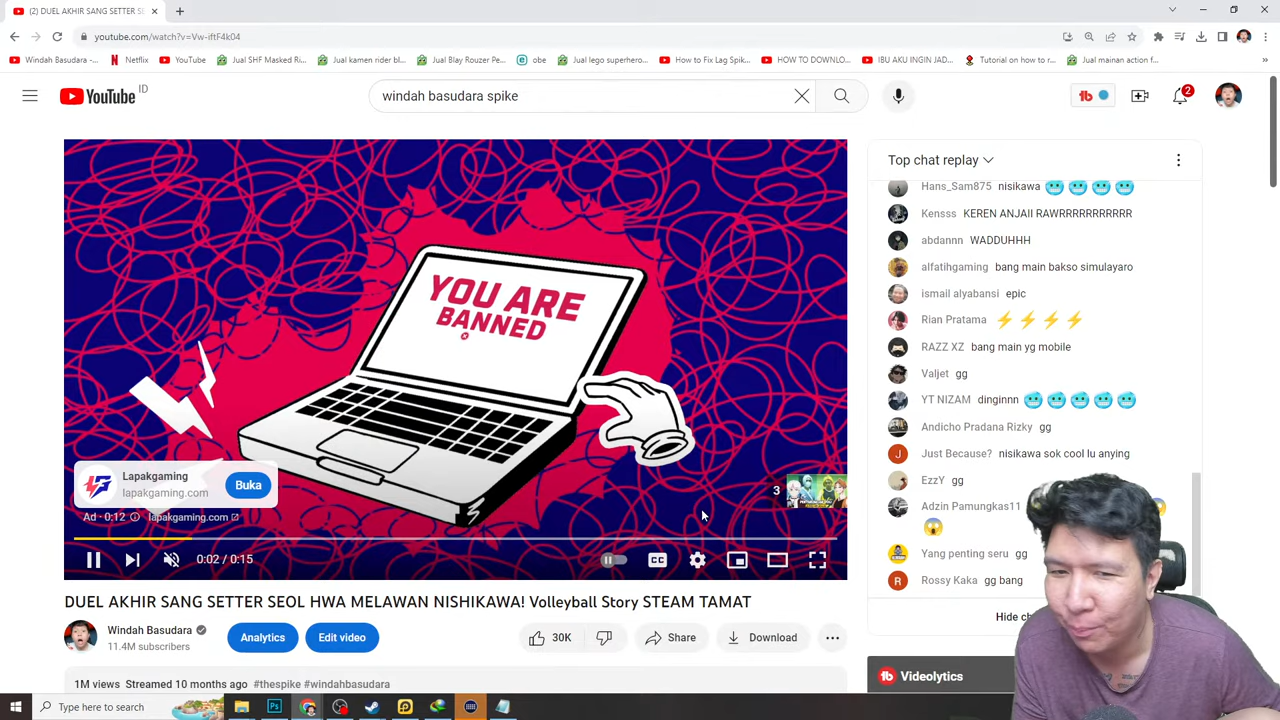 (2) DUEL AKHIR SANG SETTER SE
youtube.com/watch?v=Vw-iftF4k04
Windah Basudara -... Netflix YouTube Jual SHF Masked Ri... Jual kamen rider bl... Jual Blay Rouzer Pe... obe Jual lego superhero... How to Fix Lag Spik... HOW TO DOWNLO... IBU AKU INGIN JAD... Tutorial on how to r... Jual mainan action f... »
YouTube ID
windah basudara spike
2
YOU ARE
BANNED
Lapakgaming
lapakgaming.com
Buka
Ad · 0:12 lapakgaming.com
3
0:02 / 0:15
CC
DUEL AKHIR SANG SETTER SEOL HWA MELAWAN NISHIKAWA! Volleyball Story STEAM TAMAT
Windah Basudara
11.4M subscribers
Analytics
Edit video
30K
Share
Download
1M views Streamed 10 months ago #thespike #windahbasudara
Top chat replay
Hans_Sam875 nisikawa
Kensss KEREN ANJAII RAWRRRRRRRRRRR
abdannn WADDUHHH
alfatihgaming bang main bakso simulayaro
ismail alyabansi epic
Rian Pratama
RAZZ XZ bang main yg mobile
Valjet gg
YT NIZAM dinginnn
Andicho Pradana Rizky gg
Just Because? nisikawa sok cool lu anying
EzzY gg
Adzin Pamungkas11
Yang penting seru gg
Rossy Kaka gg bang
Hide
Videolytics
Type here to search